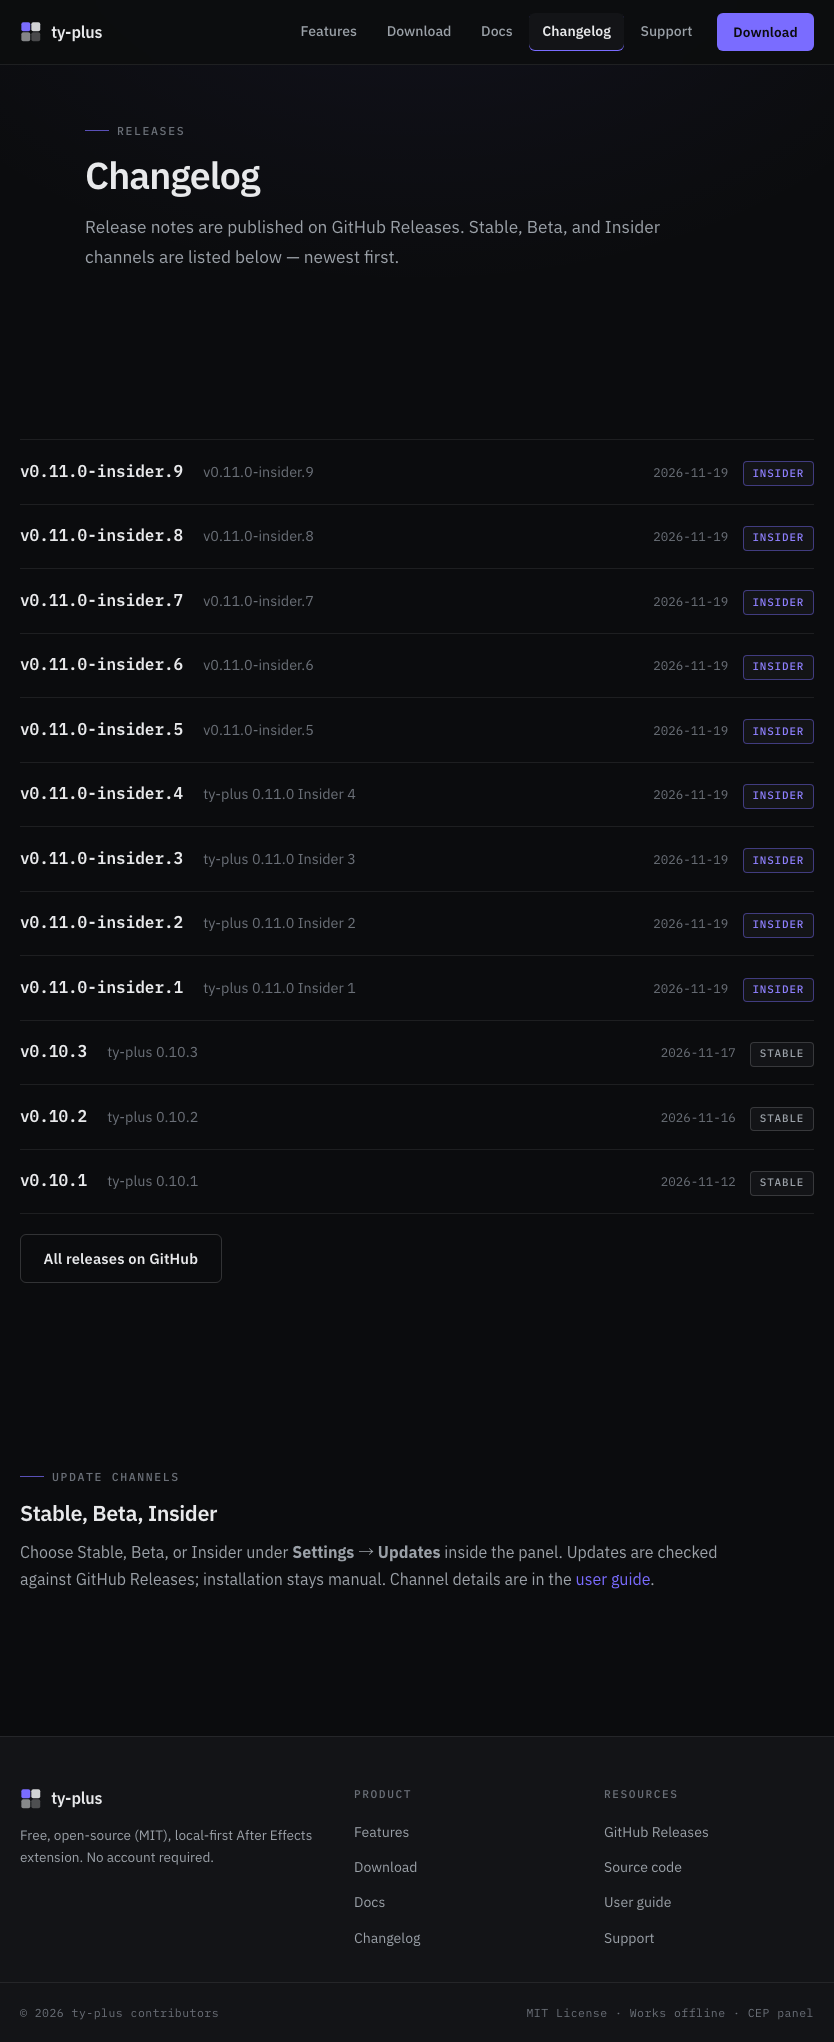 ty-plus
Features Download Docs Changelog Support Download
RELEASES
Changelog
Release notes are published on GitHub Releases. Stable, Beta, and Insider
channels are listed below — newest first.
v0.11.0-insider.9 v0.11.0-insider.9 2026-11-19 INSIDER
v0.11.0-insider.8 v0.11.0-insider.8 2026-11-19 INSIDER
v0.11.0-insider.7 v0.11.0-insider.7 2026-11-19 INSIDER
v0.11.0-insider.6 v0.11.0-insider.6 2026-11-19 INSIDER
v0.11.0-insider.5 v0.11.0-insider.5 2026-11-19 INSIDER
v0.11.0-insider.4 ty-plus 0.11.0 Insider 4 2026-11-19 INSIDER
v0.11.0-insider.3 ty-plus 0.11.0 Insider 3 2026-11-19 INSIDER
v0.11.0-insider.2 ty-plus 0.11.0 Insider 2 2026-11-19 INSIDER
v0.11.0-insider.1 ty-plus 0.11.0 Insider 1 2026-11-19 INSIDER
v0.10.3 ty-plus 0.10.3 2026-11-17 STABLE
v0.10.2 ty-plus 0.10.2 2026-11-16 STABLE
v0.10.1 ty-plus 0.10.1 2026-11-12 STABLE
All releases on GitHub
UPDATE CHANNELS
Stable, Beta, Insider
Choose Stable, Beta, or Insider under Settings → Updates inside the panel. Updates are checked
against GitHub Releases; installation stays manual. Channel details are in the user guide.
ty-plus
Free, open-source (MIT), local-first After Effects
extension. No account required.
PRODUCT
Features
Download
Docs
Changelog
RESOURCES
GitHub Releases
Source code
User guide
Support
© 2026 ty-plus contributors
MIT License · Works offline · CEP panel